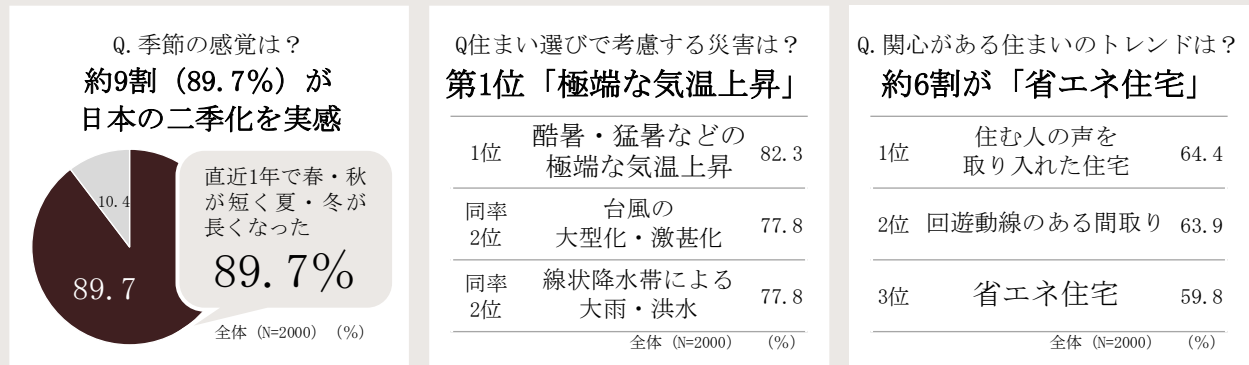 Q.季節の感覚は？
約9割（89.7%）が
日本の二季化を実感
10.4
89.7
直近1年で春・秋
が短く夏・冬が
長くなった
89.7%
全体（N=2000）（%）
Q住まい選びで考慮する災害は？
第1位「極端な気温上昇」
1位
酷暑・猛暑などの
極端な気温上昇
82.3
同率
2位
台風の
大型化・激甚化
77.8
同率
2位
線状降水帯による
大雨・洪水
77.8
全体（N=2000）（%）
Q.関心がある住まいのトレンドは？
約6割が「省エネ住宅」
1位
住む人の声を
取り入れた住宅
64.4
2位 回遊動線のある間取り 63.9
3位 省エネ住宅 59.8
全体（N=2000）（%）